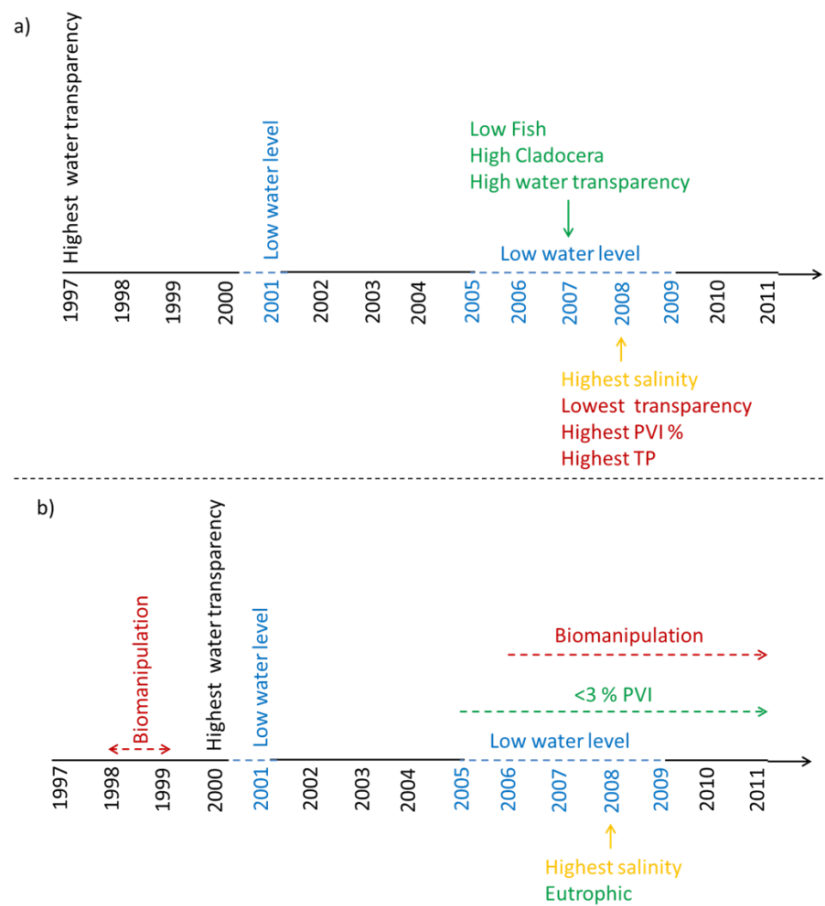 a)
Highest water transparency
Low water level
Low Fish
High Cladocera
High water transparency
Low water level
1997 1998 1999 2000 2001 2002 2003 2004 2005 2006 2007 2008 2009 2010 2011
Highest salinity
Lowest transparency
Highest PVI %
Highest TP
b)
Biomanipulation
Highest water transparency
Low water level
Biomanipulation
<3 % PVI
Low water level
1997 1998 1999 2000 2001 2002 2003 2004 2005 2006 2007 2008 2009 2010 2011
Highest salinity
Eutrophic